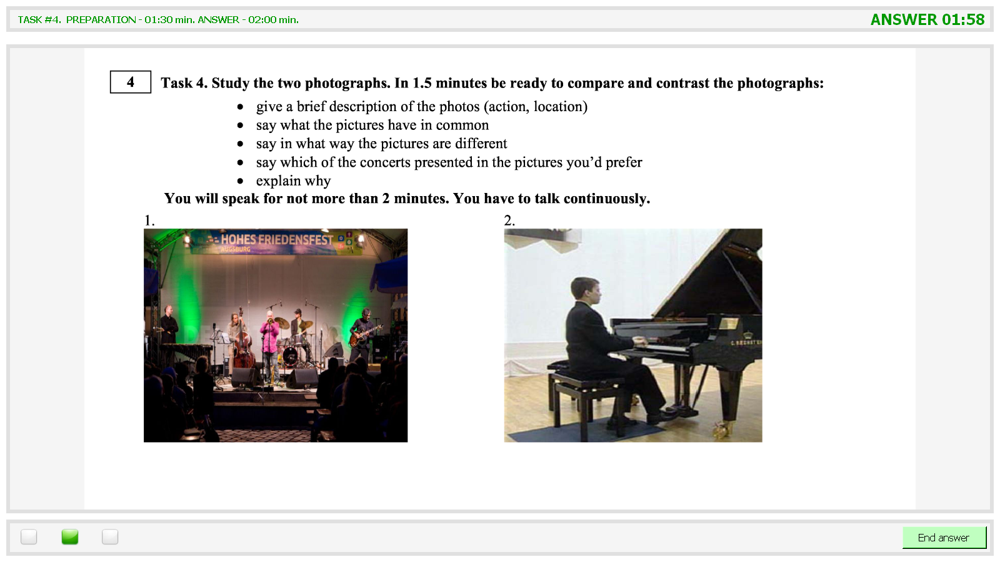 TASK #4. PREPARATION - 01:30 min. ANSWER - 02:00 min.
ANSWER 01:58
4
Task 4. Study the two photographs. In 1.5 minutes be ready to compare and contrast the photographs:
• give a brief description of the photos (action, location)
• say what the pictures have in common
• say in what way the pictures are different
• say which of the concerts presented in the pictures you’d prefer
• explain why
You will speak for not more than 2 minutes. You have to talk continuously.
1.
2.
HOHES FRIEDENSFEST
AUGSBURG
C. BECHSTEIN
End answer